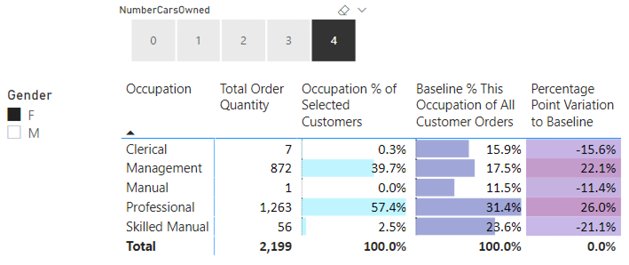 NumberCarsOwned
0 1 2 3 4
Gender
F
M
Occupation Total Order Quantity Occupation % of Selected Customers Baseline % This Occupation of All Customer Orders Percentage Point Variation to Baseline
Clerical 7 0.3% 15.9% -15.6%
Management 872 39.7% 17.5% 22.1%
Manual 1 0.0% 11.5% -11.4%
Professional 1,263 57.4% 31.4% 26.0%
Skilled Manual 56 2.5% 23.6% -21.1%
Total 2,199 100.0% 100.0% 0.0%